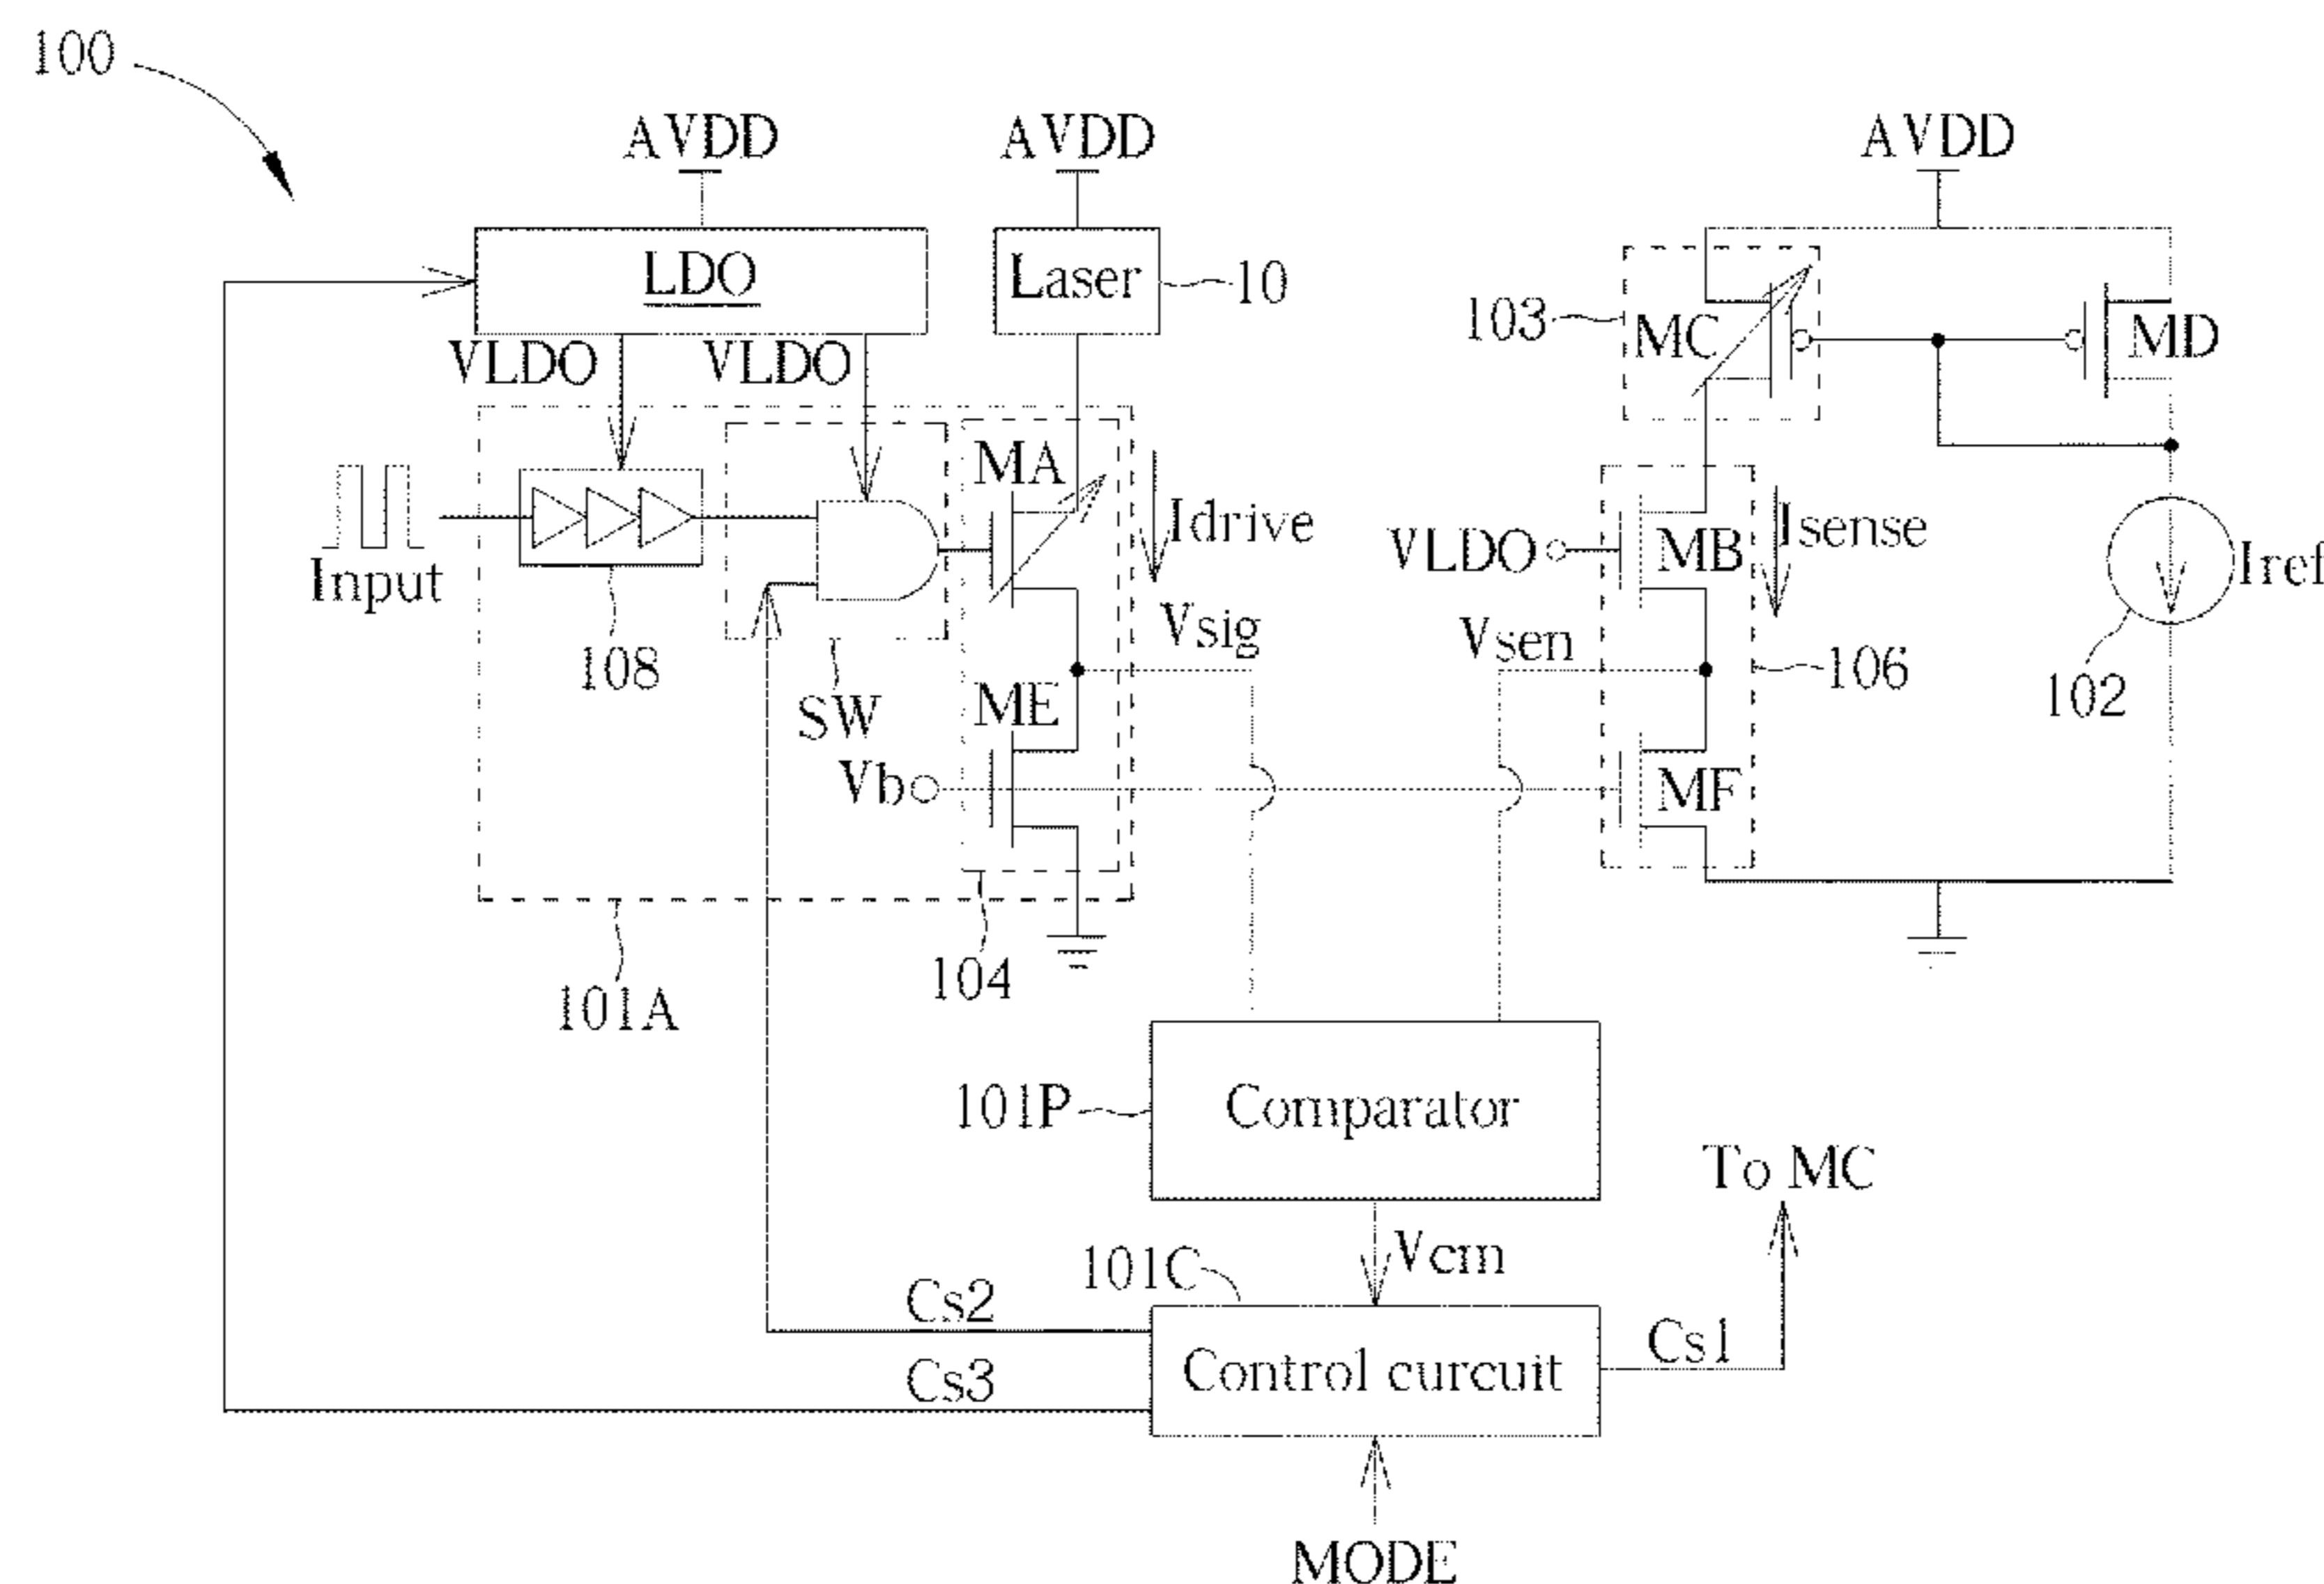 100
AVDD
AVDD
AVDD
LDO
Laser
10
103
MC
MD
VLDO
VLDO
MA
Input
Idrive
VLDO
MB
Isense
Iref
108
Vsig
Vsen
106
102
SW
ME
Vb
MF
104
101A
101P
Comparator
To MC
101C
Vcm
Cs2
Cs1
Cs3
Control curcuit
MODE